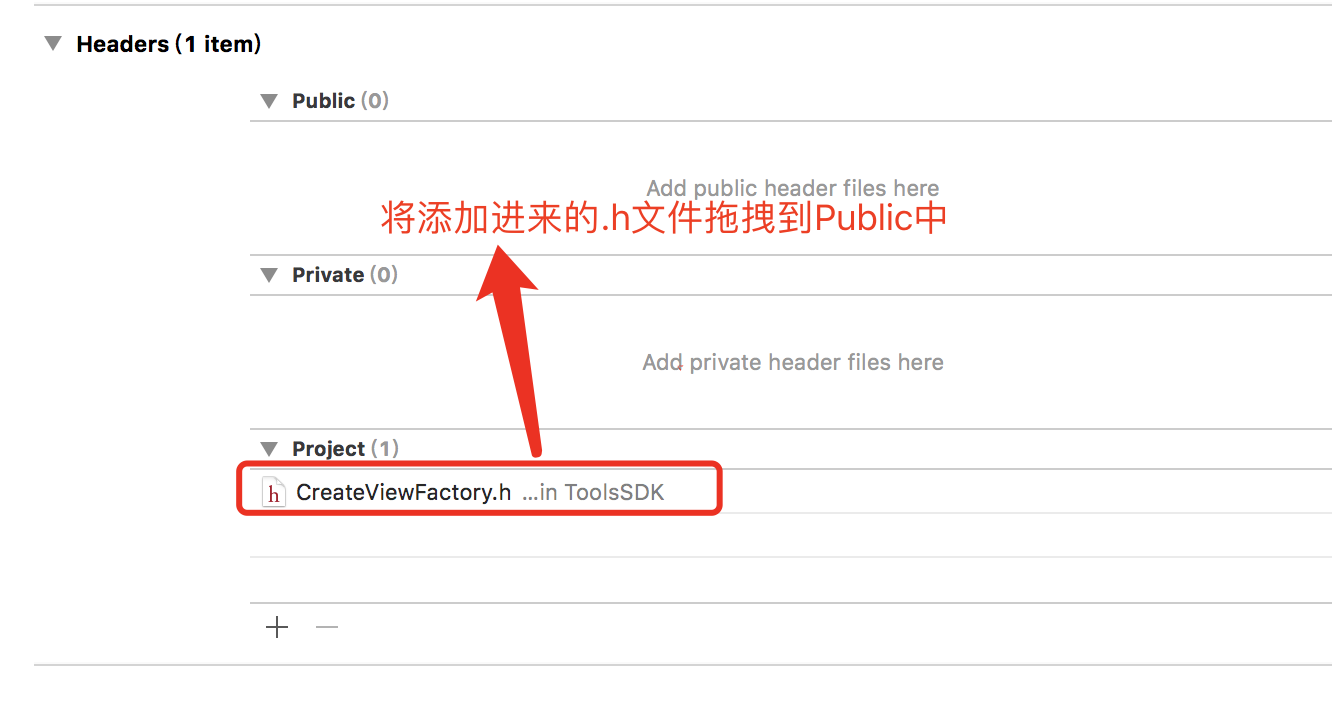 Headers (1 item)
Public (0)
Add public header files here
将添加进来的.h文件拖拽到Public中
Private (0)
Add private header files here
Project (1)
h CreateViewFactory.h ...in ToolsSDK